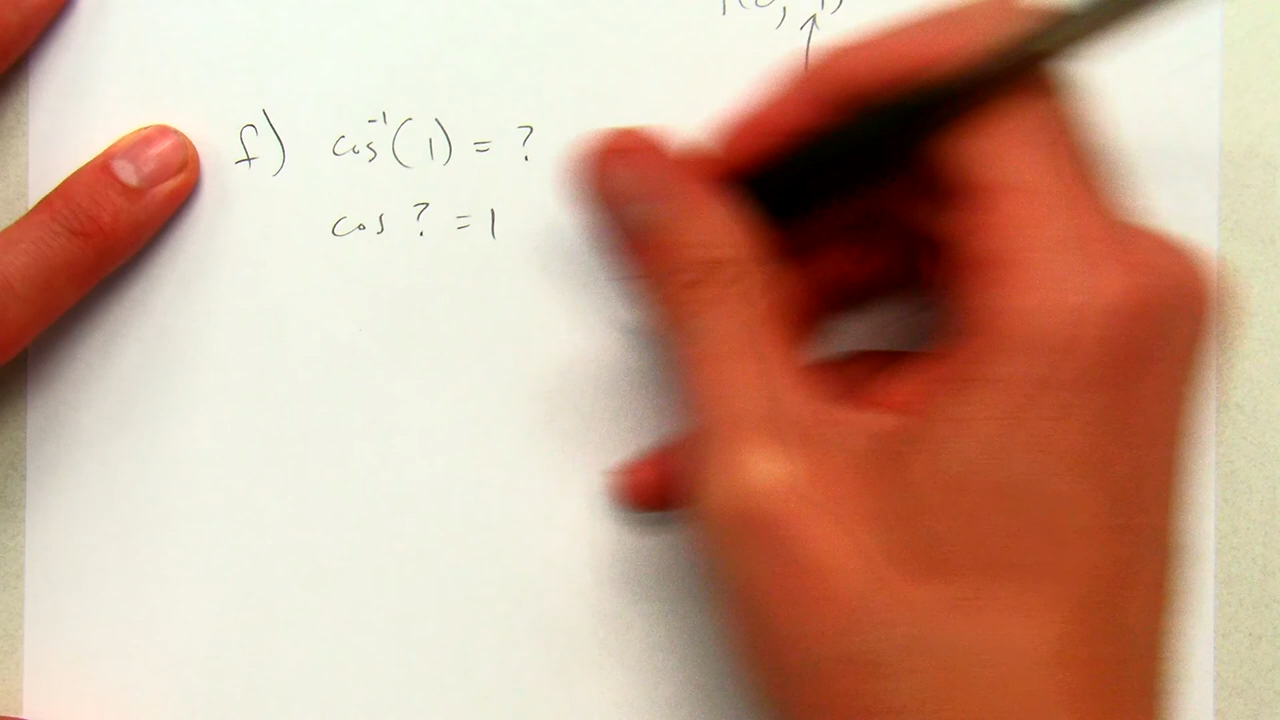 f) cos⁻¹(1) = ?
cos ? = 1